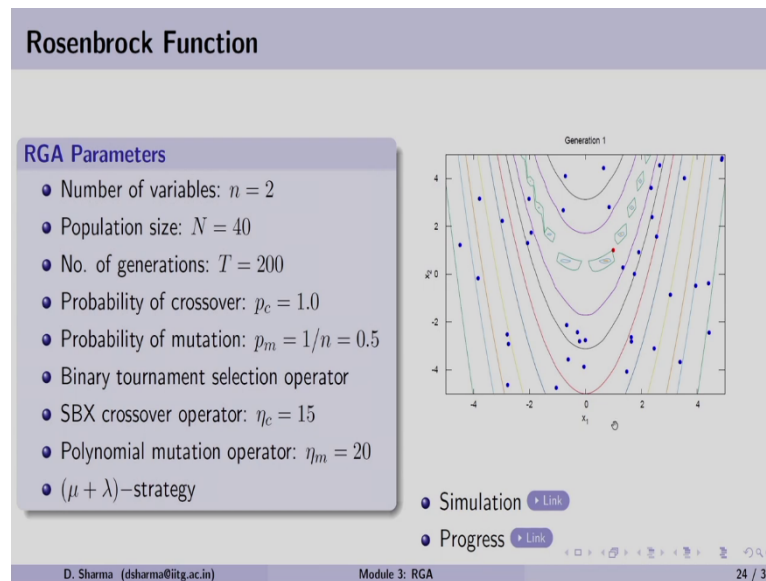 Rosenbrock Function
RGA Parameters
Number of variables: n = 2
Population size: N = 40
No. of generations: T = 200
Probability of crossover: p_c = 1.0
Probability of mutation: p_m = 1/n = 0.5
Binary tournament selection operator
SBX crossover operator: η_c = 15
Polynomial mutation operator: η_m = 20
(μ + λ)−strategy
Generation 1
4
2
x_2 0
-2
-4
-4 -2 0 2 4
x_1
Simulation Link
Progress Link
D. Sharma (dsharma@iitg.ac.in) Module 3: RGA 24 / 3